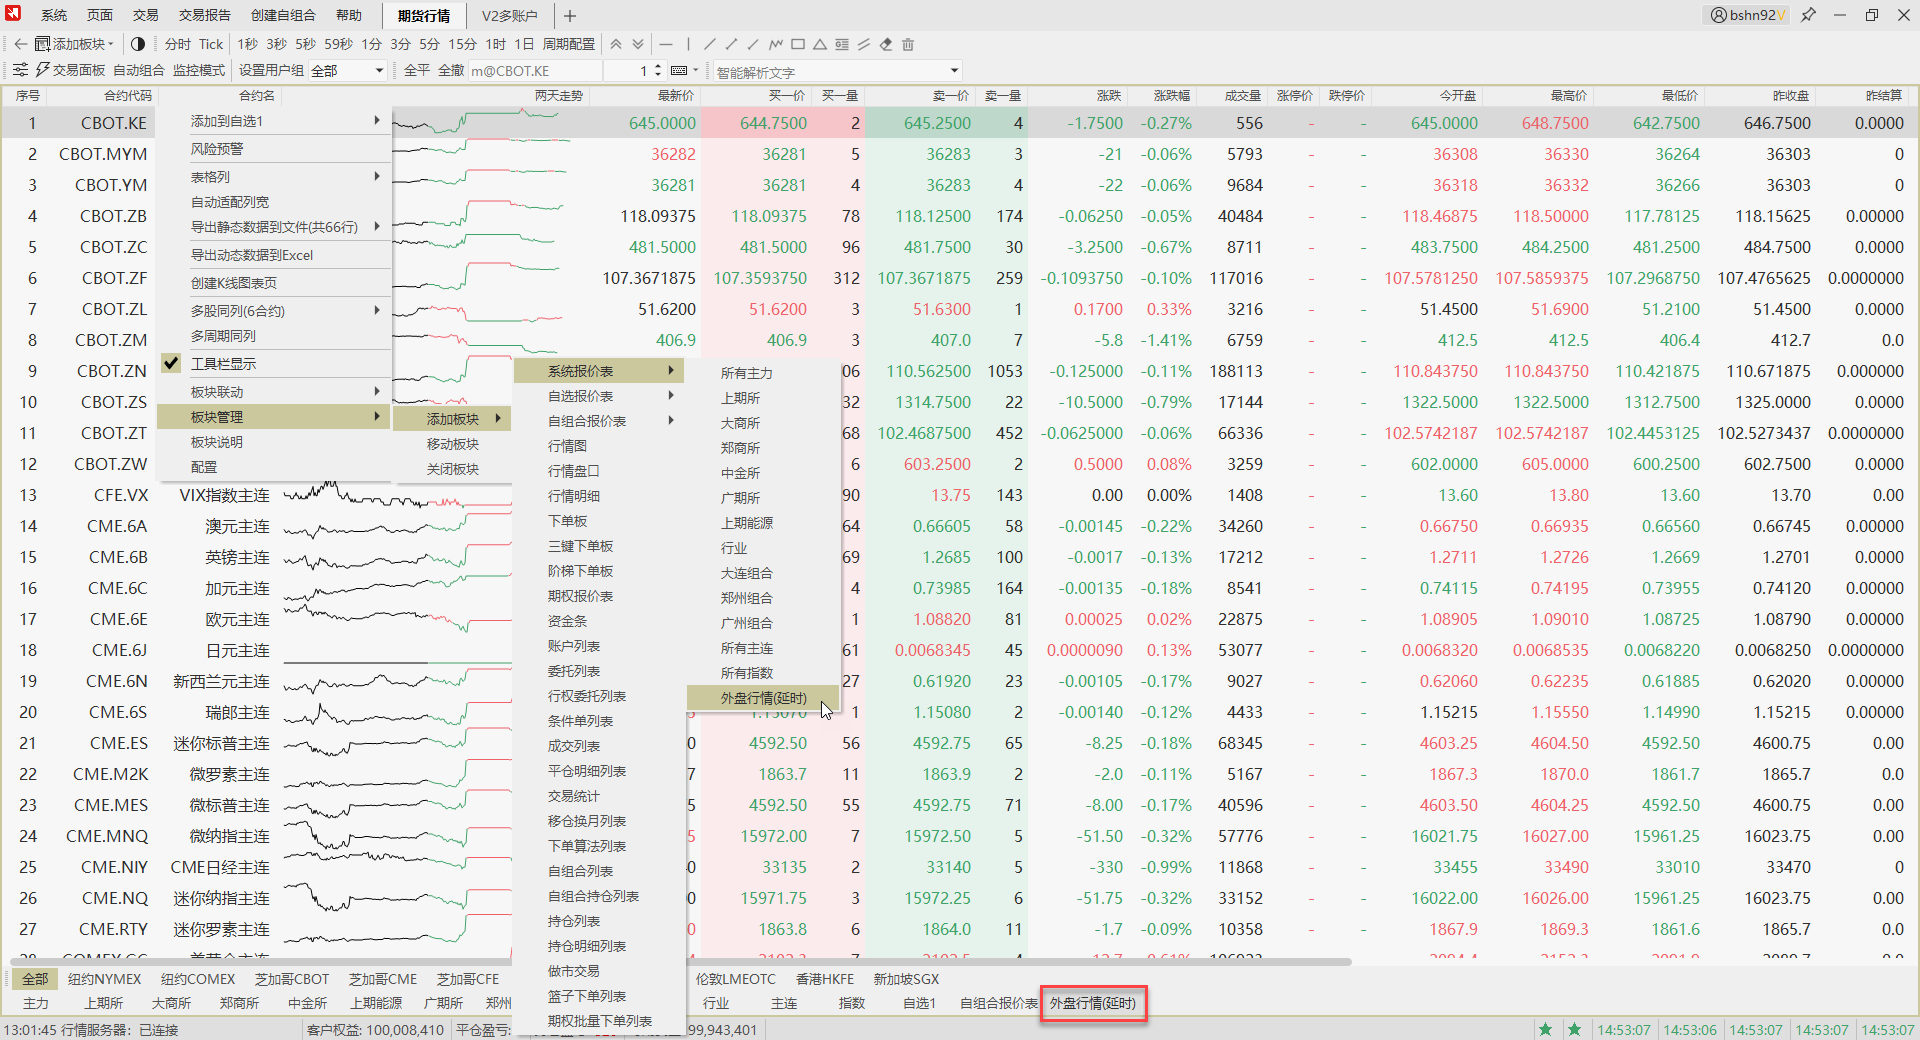 系统 页面 交易 交易报告 创建自组合 帮助 期货行情 V2多账户 bshn92V
添加板块 分时 Tick 1秒 3秒 5秒 59秒 1分 3分 5分 15分 1时 1日 周期配置
交易面板 自动组合 监控模式 设置用户组 全部 全平 全撤 m@CBOT.KE 1 智能解析文字
序号 合约代码 合约名 两天走势 最新价 买一价 买一量 卖一价 卖一量 涨跌 涨跌幅 成交量 涨停价 跌停价 今开盘 最高价 最低价 昨收盘 昨结算
1 CBOT.KE 645.0000 644.7500 2 645.2500 4 -1.7500 -0.27% 556 - - 645.0000 648.7500 642.7500 646.7500 0.0000
2 CBOT.MYM 36282 36281 5 36283 3 -21 -0.06% 5793 - - 36308 36330 36264 36303 0
3 CBOT.YM 36281 36281 4 36283 4 -22 -0.06% 9684 - - 36318 36332 36266 36303 0
4 CBOT.ZB 118.09375 118.09375 78 118.12500 174 -0.06250 -0.05% 40484 - - 118.46875 118.50000 117.78125 118.15625 0.00000
5 CBOT.ZC 481.5000 481.5000 96 481.7500 30 -3.2500 -0.67% 8711 - - 483.7500 484.2500 481.2500 484.7500 0.0000
6 CBOT.ZF 107.3671875 107.3593750 312 107.3671875 259 -0.1093750 -0.10% 117016 - - 107.5781250 107.5859375 107.2968750 107.4765625 0.0000000
7 CBOT.ZL 51.6200 51.6200 3 51.6300 1 0.1700 0.33% 3216 - - 51.4500 51.6900 51.2100 51.4500 0.0000
8 CBOT.ZM 406.9 406.9 3 407.0 7 -5.8 -1.41% 6759 - - 412.5 412.5 406.4 412.7 0.0
9 CBOT.ZN 06 110.562500 1053 -0.125000 -0.11% 188113 - - 110.843750 110.843750 110.421875 110.671875 0.000000
10 CBOT.ZS 32 1314.7500 22 -10.5000 -0.79% 17144 - - 1322.5000 1322.5000 1312.7500 1325.0000 0.0000
11 CBOT.ZT 68 102.4687500 452 -0.0625000 -0.06% 66336 - - 102.5742187 102.5742187 102.4453125 102.5273437 0.0000000
12 CBOT.ZW 6 603.2500 2 0.5000 0.08% 3259 - - 602.0000 605.0000 600.2500 602.7500 0.0000
13 CFE.VX VIX指数主连 90 13.75 143 0.00 0.00% 1408 - - 13.60 13.80 13.60 13.70 0.00
14 CME.6A 澳元主连 64 0.66605 58 -0.00145 -0.22% 34260 - - 0.66750 0.66935 0.66560 0.66745 0.00000
15 CME.6B 英镑主连 69 1.2685 100 -0.0017 -0.13% 17212 - - 1.2711 1.2726 1.2669 1.2701 0.0000
16 CME.6C 加元主连 4 0.73985 164 -0.00135 -0.18% 8541 - - 0.74115 0.74195 0.73955 0.74120 0.00000
17 CME.6E 欧元主连 1 1.08820 81 0.00025 0.02% 22875 - - 1.08905 1.09010 1.08725 1.08790 0.00000
18 CME.6J 日元主连 61 0.0068345 45 0.0000090 0.13% 53077 - - 0.0068320 0.0068535 0.0068220 0.0068250 0.0000000
19 CME.6N 新西兰元主连 27 0.61920 23 -0.00105 -0.17% 9027 - - 0.62060 0.62235 0.61885 0.62020 0.00000
20 CME.6S 瑞郎主连 1.15070 1 1.15080 2 -0.00140 -0.12% 4433 - - 1.15215 1.15550 1.14990 1.15215 0.00000
21 CME.ES 迷你标普主连 0 4592.50 56 4592.75 65 -8.25 -0.18% 68345 - - 4603.25 4604.50 4592.50 4600.75 0.00
22 CME.M2K 微罗素主连 7 1863.7 11 1863.9 2 -2.0 -0.11% 5167 - - 1867.3 1870.0 1861.7 1865.7 0.0
23 CME.MES 微标普主连 5 4592.50 55 4592.75 71 -8.00 -0.17% 40596 - - 4603.50 4604.25 4592.50 4600.75 0.00
24 CME.MNQ 微纳指主连 5 15972.00 7 15972.50 5 -51.50 -0.32% 57776 - - 16021.75 16027.00 15961.25 16023.75 0.00
25 CME.NIY CME日经主连 0 33135 2 33140 5 -330 -0.99% 11868 - - 33455 33490 33010 33470 0
26 CME.NQ 迷你纳指主连 00 15971.75 3 15972.25 6 -51.75 -0.32% 33152 - - 16022.00 16026.00 15961.25 16023.75 0.00
27 CME.RTY 迷你罗素主连 0 1863.8 6 1864.0 11 -1.7 -0.09% 10358 - - 1867.9 1869.3 1861.6 1865.7 0.0
添加到自选1
风险预警
表格列
自动适配列宽
导出静态数据到文件(共66行)
导出动态数据到Excel
创建K线图表页
多股同列(6合约)
多周期同列
工具栏显示
板块联动
板块管理
板块说明
配置
添加板块
移动板块
关闭板块
系统报价表
自选报价表
自组合报价表
行情图
行情盘口
行情明细
下单板
三键下单板
阶梯下单板
期权报价表
资金条
账户列表
委托列表
行权委托列表
条件单列表
成交列表
平仓明细列表
交易统计
移仓换月列表
下单算法列表
自组合列表
自组合持仓列表
持仓列表
持仓明细列表
做市交易
篮子下单列表
期权批量下单列表
所有主力
上期所
大商所
郑商所
中金所
广期所
上期能源
行业
大连组合
郑州组合
广州组合
所有主连
所有指数
外盘行情(延时)
全部 纽约NYMEX 纽约COMEX 芝加哥CBOT 芝加哥CME 芝加哥CFE 伦敦LMEOTC 香港HKFE 新加坡SGX
主力 上期所 大商所 郑商所 中金所 上期能源 广期所 郑州 行业 主连 指数 自选1 自组合报价表 外盘行情(延时)
13:01:45 行情服务器：已连接 客户权益: 100,008,410 平仓盈亏: 99,943,401 14:53:07 14:53:06 14:53:07 14:53:07 14:53:07